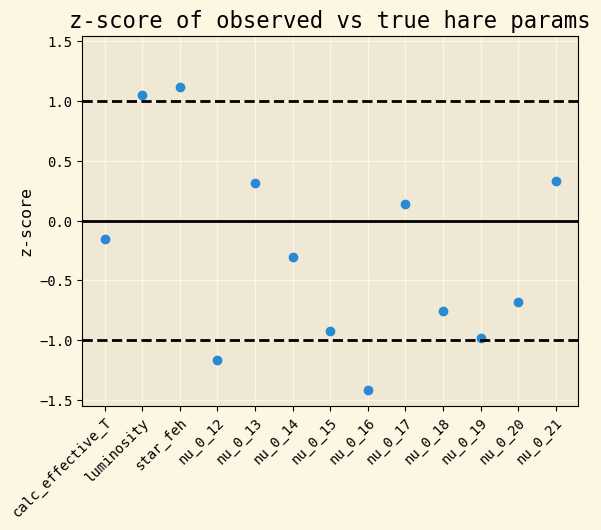 z-score of observed vs true hare params
z-score
1.5
1.0
0.5
0.0
−0.5
−1.0
−1.5
calc_effective_T
luminosity
star_feh
nu_0_12
nu_0_13
nu_0_14
nu_0_15
nu_0_16
nu_0_17
nu_0_18
nu_0_19
nu_0_20
nu_0_21